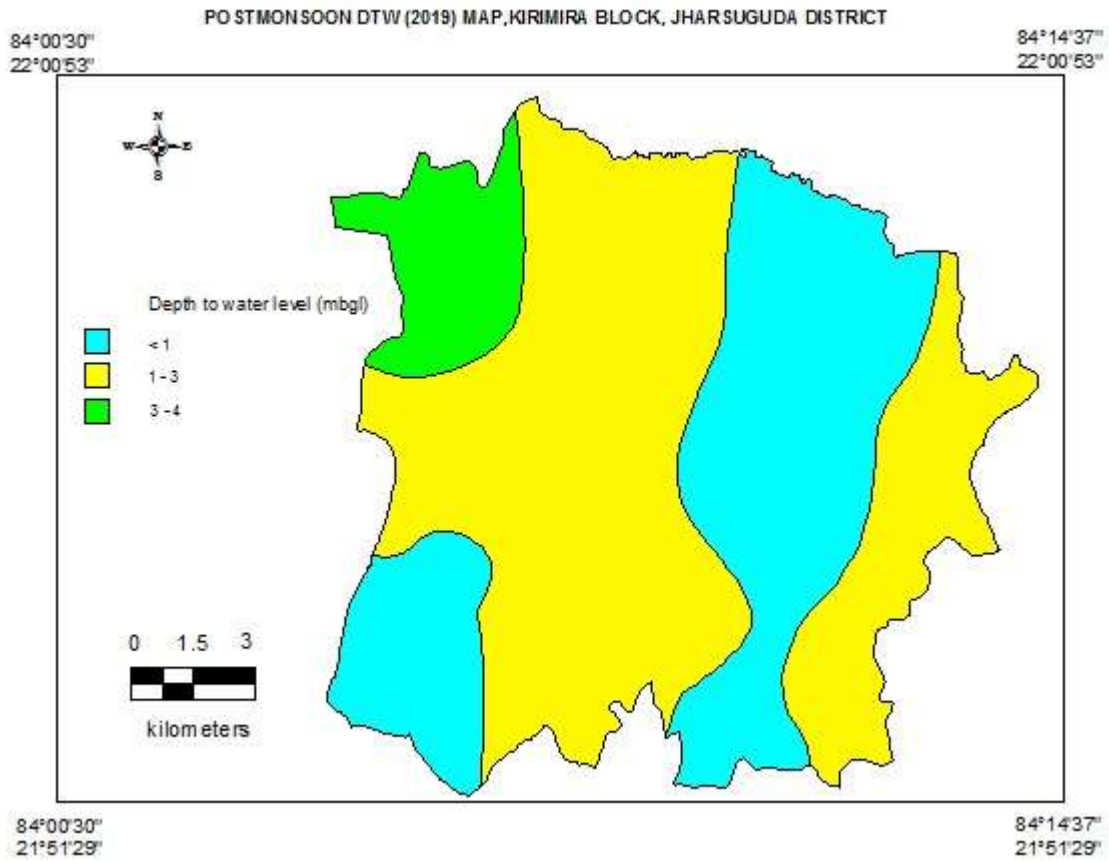 POSTMONSOON DTW (2019) MAP,KIRIMIRA BLOCK, JHARSUGUDA DISTRICT
84°00'30"
22°00'53"
84°14'37"
22°00'53"
N
W E
S
Depth to water level (mbgl)
< 1
1 - 3
3 - 4
0 1.5 3
kilometers
84°00'30"
21°51'29"
84°14'37"
21°51'29"